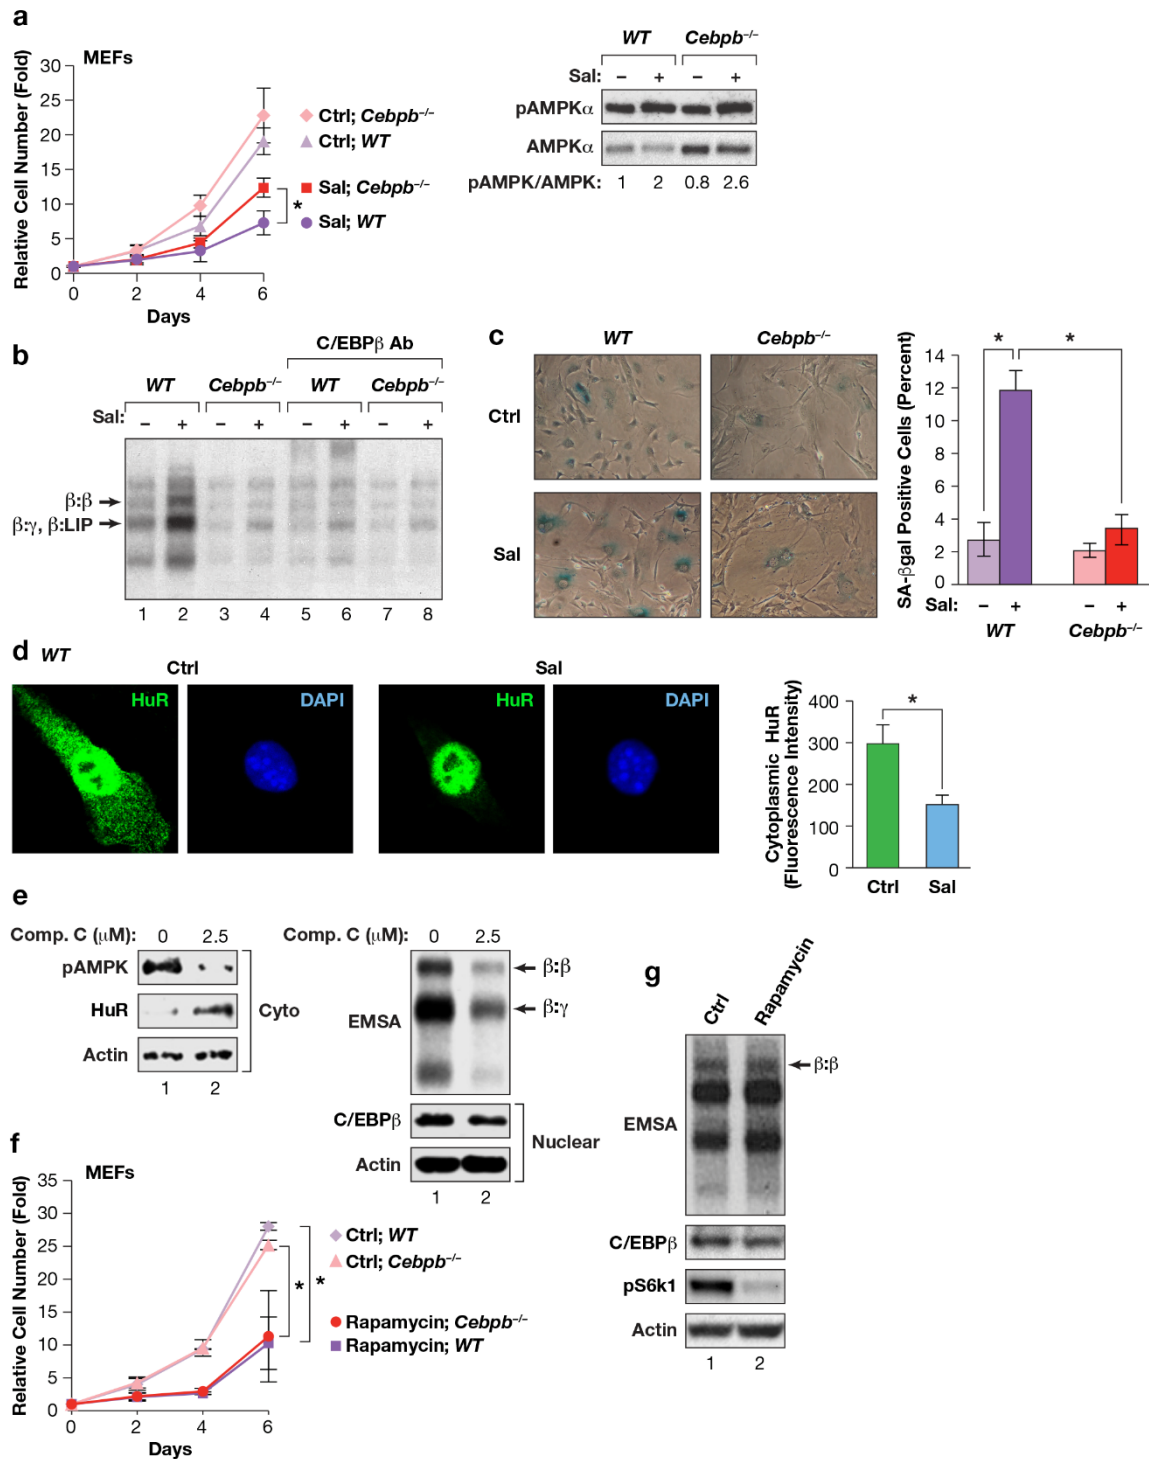 a
MEFs
Relative Cell Number (Fold)
30
25
20
15
10
5
0
0 2 4 6
Days
Ctrl; Cebpb–/–
Ctrl; WT
Sal; Cebpb–/–
*
Sal; WT
WT Cebpb–/–
Sal: – + – +
pAMPKα
AMPKα
pAMPK/AMPK: 1 2 0.8 2.6
b
C/EBPβ Ab
WT Cebpb–/– WT Cebpb–/–
Sal: – + – + – + – +
β:β
β:γ, β:LIP
1 2 3 4 5 6 7 8
c
WT Cebpb–/–
Ctrl
Sal
SA-βgal Positive Cells (Percent)
14
12
10
8
6
4
2
0
* *
Sal: – + – +
WT Cebpb–/–
d WT
Ctrl Sal
HuR DAPI HuR DAPI
Cytoplasmic HuR
(Fluorescence Intensity)
400
300
200
100
0
*
Ctrl Sal
e
Comp. C (μM): 0 2.5
pAMPK
HuR
Actin
Cyto
1 2
Comp. C (μM): 0 2.5
β:β
β:γ
EMSA
C/EBPβ
Actin
Nuclear
1 2
f
MEFs
Relative Cell Number (Fold)
35
30
25
20
15
10
5
0
0 2 4 6
Days
Ctrl; WT
Ctrl; Cebpb–/–
* *
Rapamycin; Cebpb–/–
Rapamycin; WT
g
Ctrl Rapamycin
β:β
EMSA
C/EBPβ
pS6k1
Actin
1 2